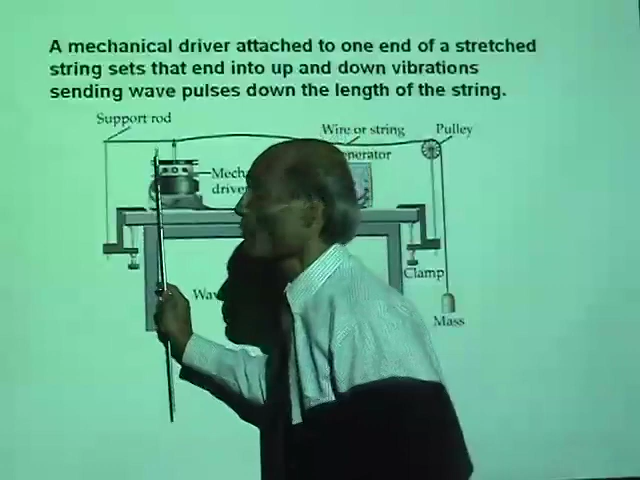 A mechanical driver attached to one end of a stretched
string sets that end into up and down vibrations
sending wave pulses down the length of the string.
Support rod
Wire or string
Pulley
Clamp
Mass